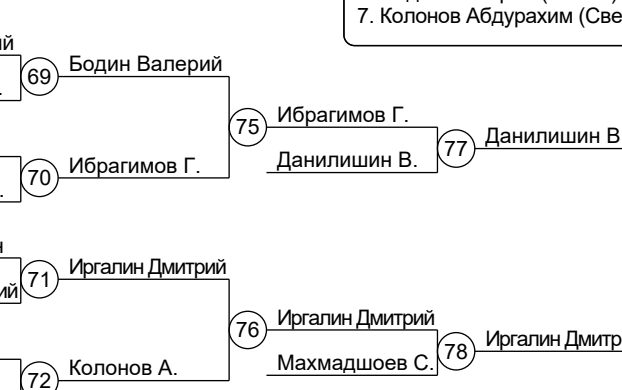 7. Колонов Абдурахим (Све
69
Бодин Валерий
75
Ибрагимов Г.
77
Данилишин В
Данилишин В.
70
Ибрагимов Г.
71
Иргалин Дмитрий
76
Иргалин Дмитрий
78
Иргалин Дмитр
Махмадшоев С.
72
Колонов А.